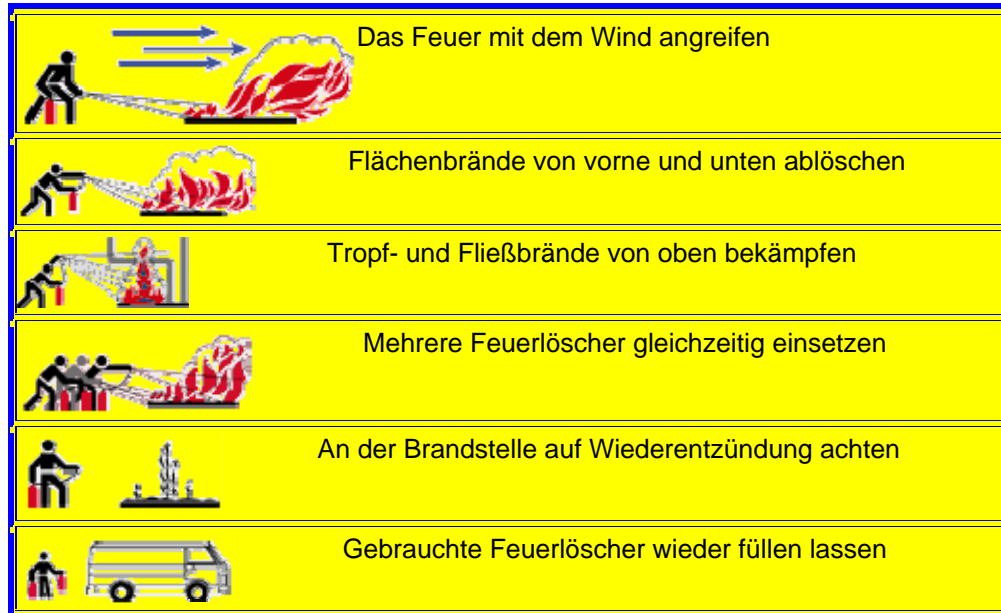 Das Feuer mit dem Wind angreifen
Flächenbrände von vorne und unten ablöschen
Tropf- und Fließbrände von oben bekämpfen
Mehrere Feuerlöscher gleichzeitig einsetzen
An der Brandstelle auf Wiederentzündung achten
Gebrauchte Feuerlöscher wieder füllen lassen